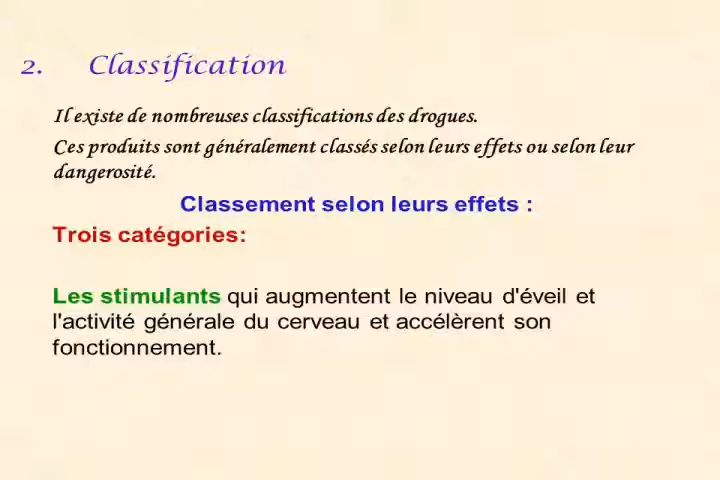 2. Classification
Il existe de nombreuses classifications des drogues.
Ces produits sont généralement classés selon leurs effets ou selon leur
dangerosité.
Classement selon leurs effets :
Trois catégories:
Les stimulants qui augmentent le niveau d'éveil et
l'activité générale du cerveau et accélèrent son
fonctionnement.